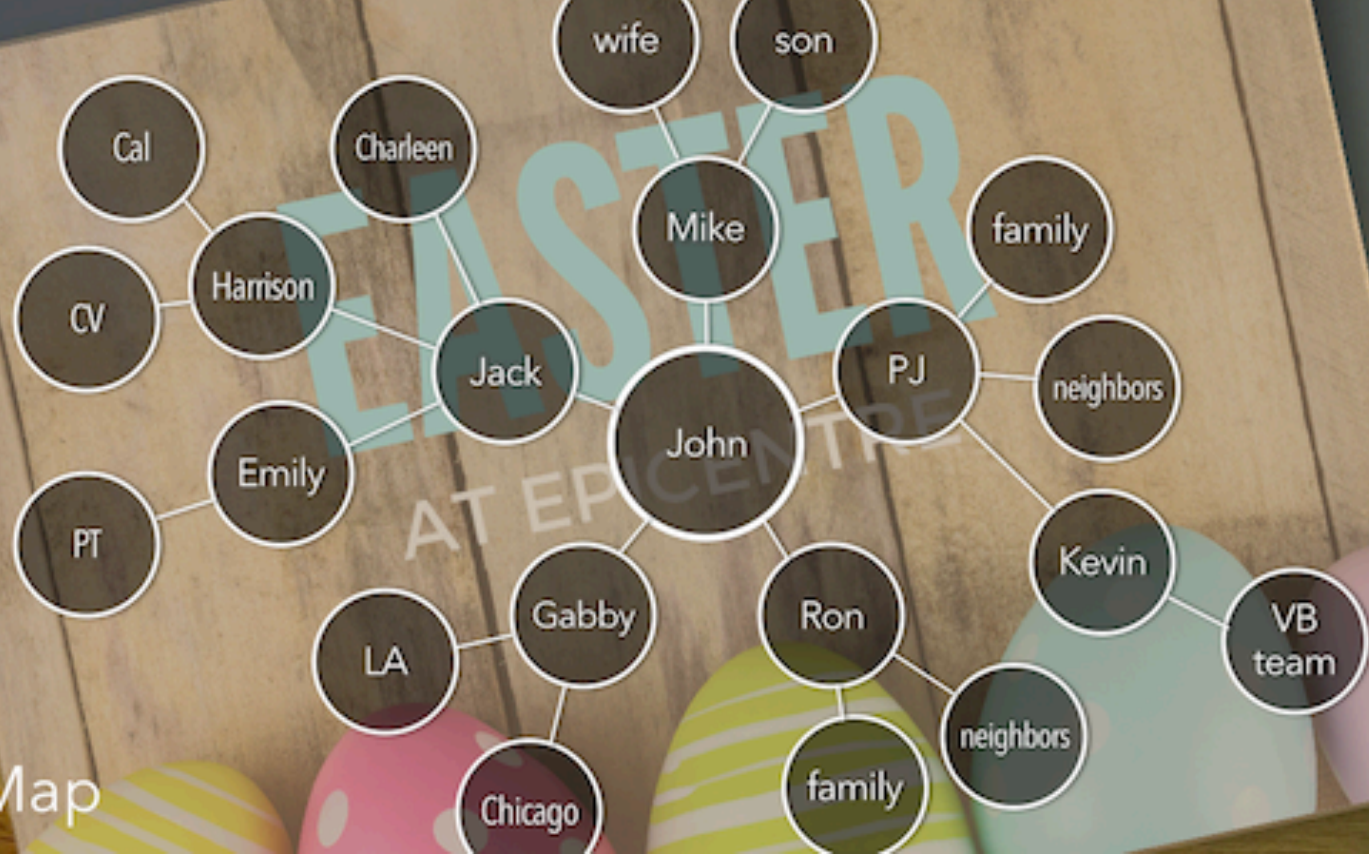 wife
son
Cal
Charleen
EASTER
Mike
family
Harrison
CV
Jack
PJ
neighbors
John
AT EPICENTRE
Emily
PT
Kevin
Gabby
Ron
VB
team
LA
neighbors
Map
family
Chicago